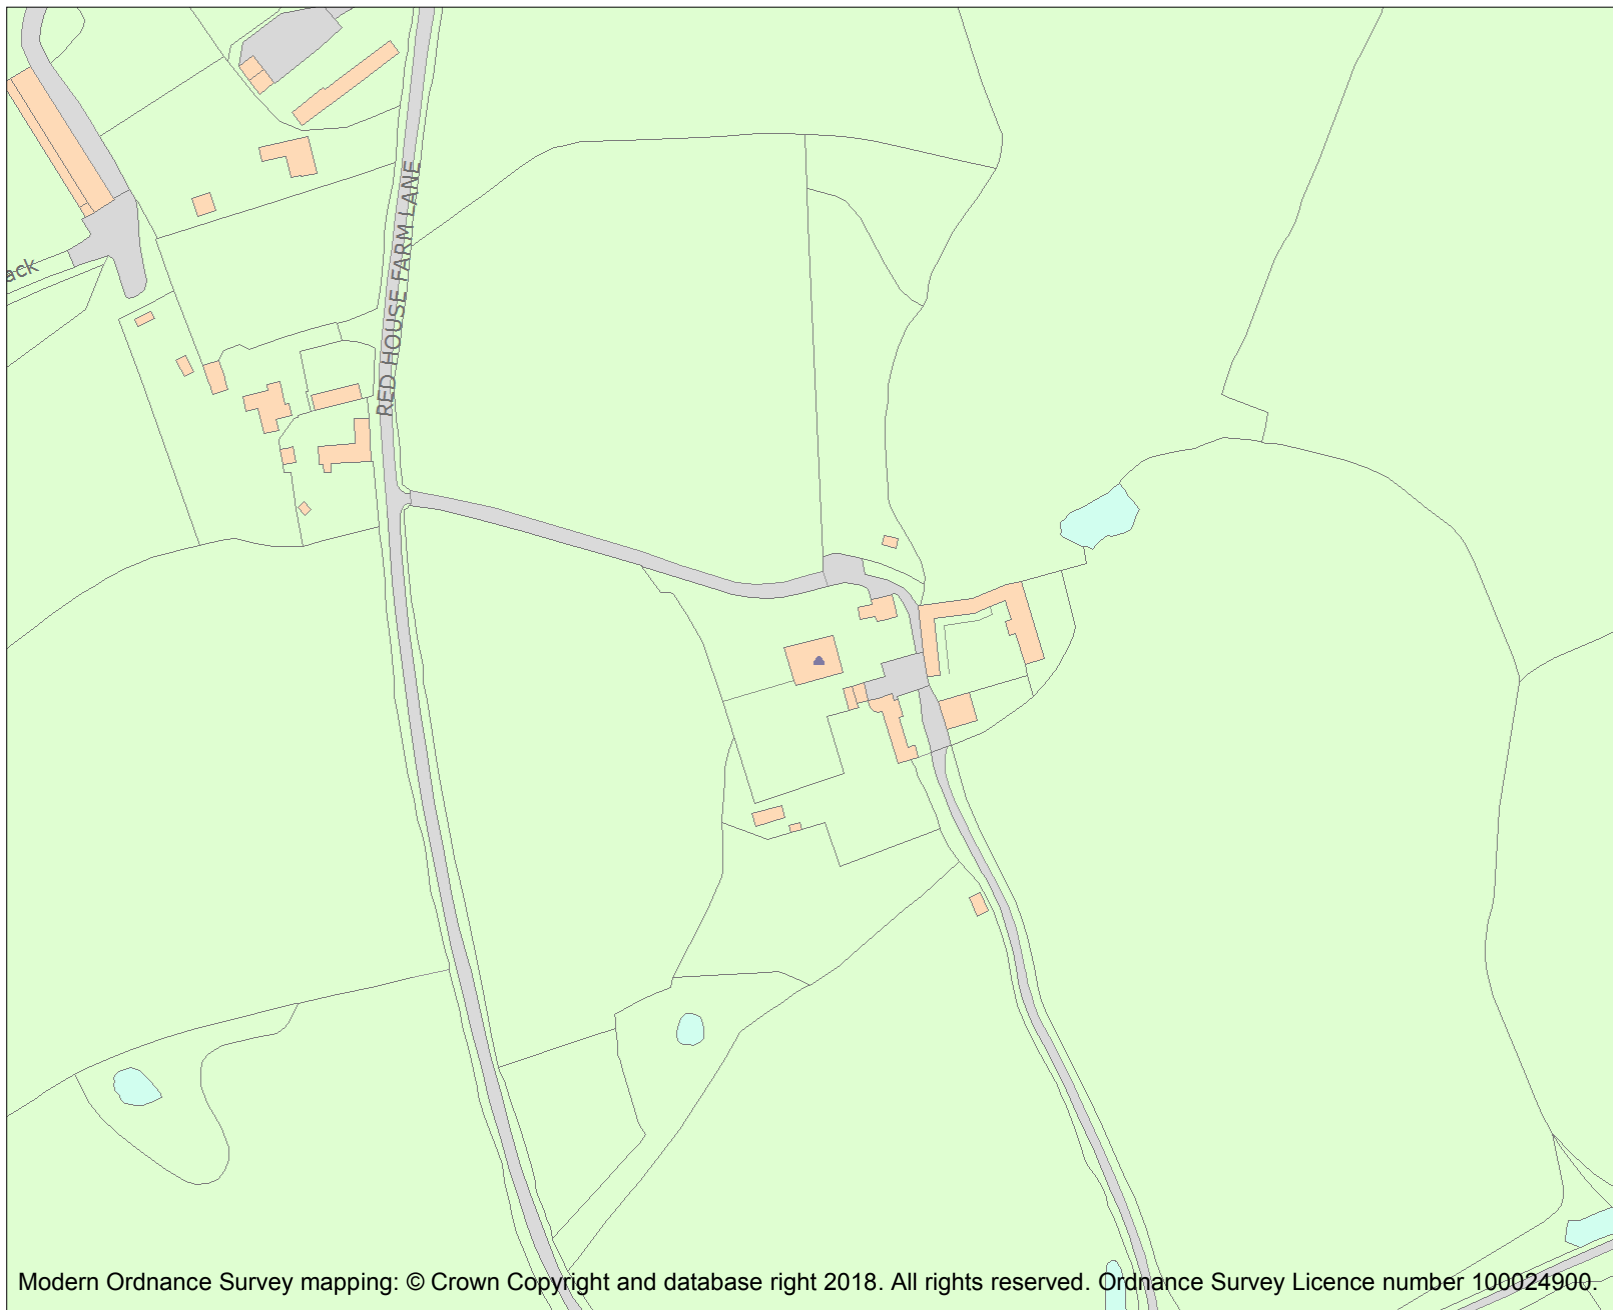 RED HOUSE FARM LANE
ack
Modern Ordnance Survey mapping: © Crown Copyright and database right 2018. All rights reserved. Ordnance Survey Licence number 100024900.